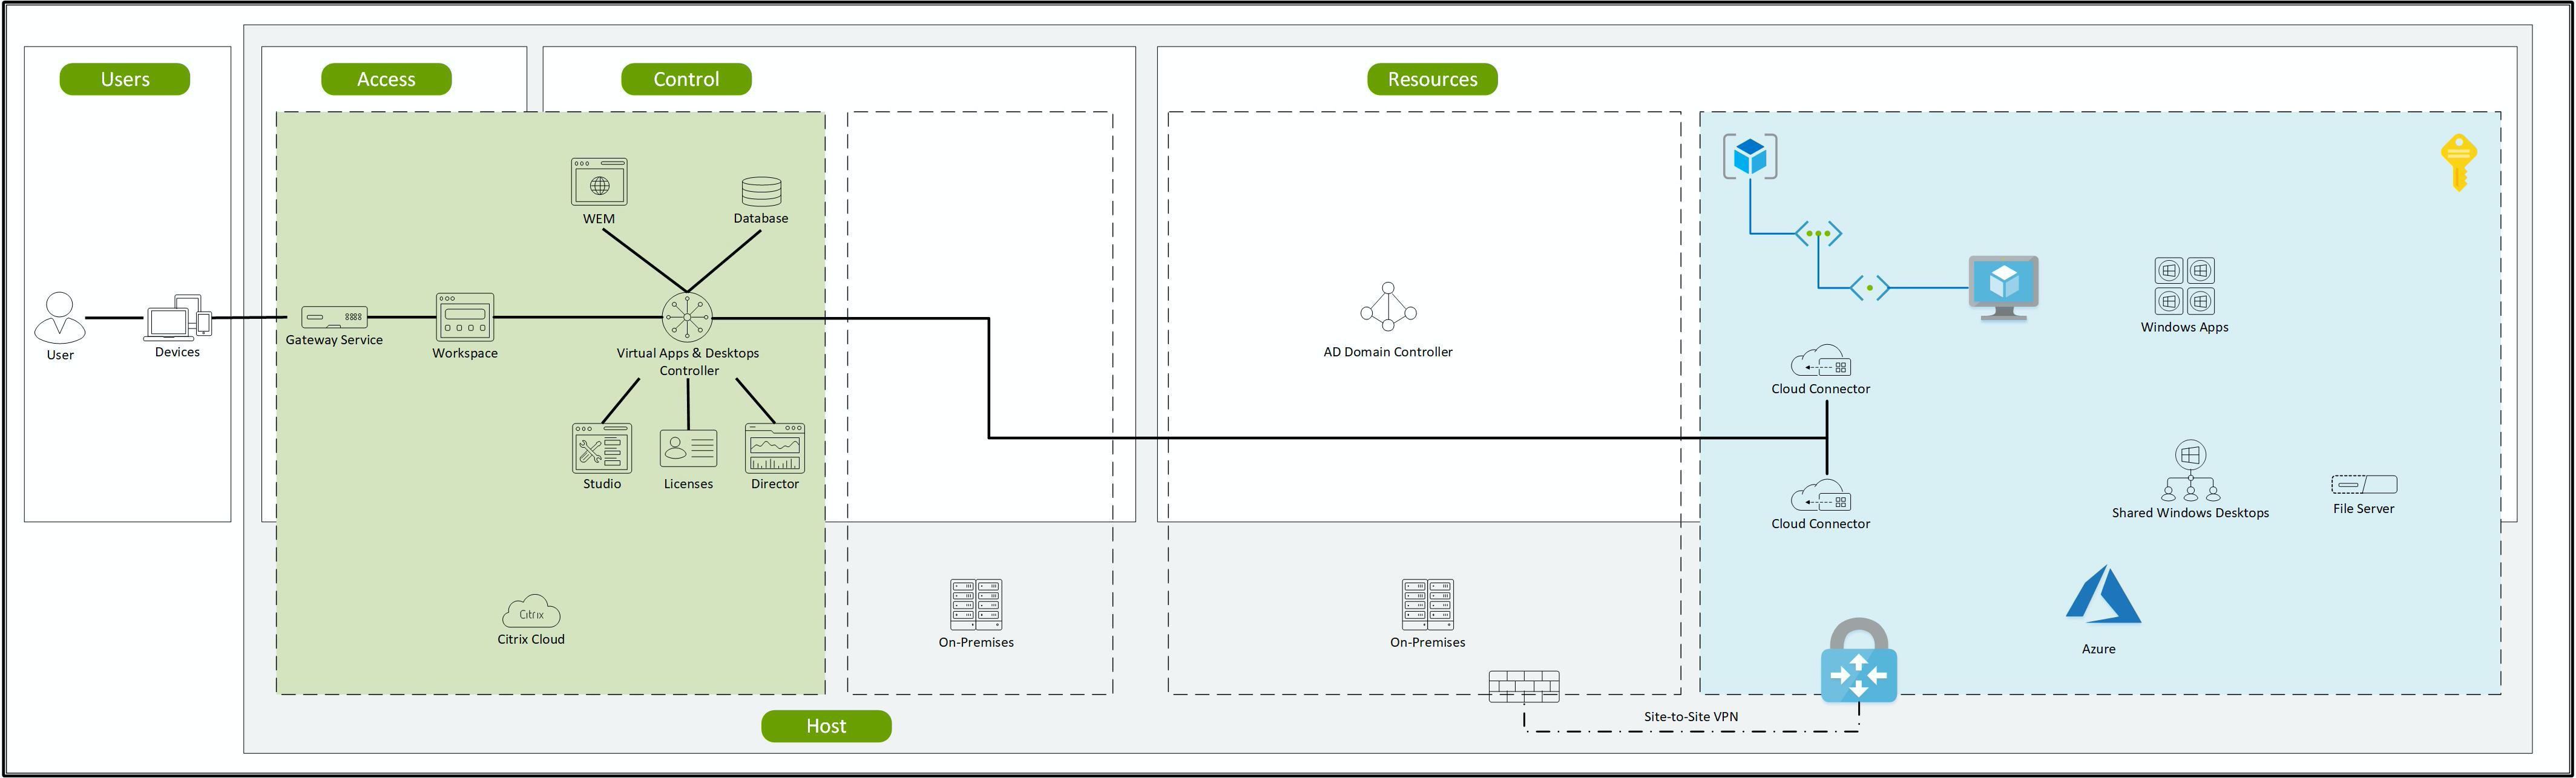 Users
Access
Control
Resources
WEM
Database
User
Devices
Gateway Service
Workspace
Virtual Apps & Desktops
Controller
Studio
Licenses
Director
Citrix
Citrix Cloud
On-Premises
AD Domain Controller
On-Premises
Cloud Connector
Cloud Connector
Windows Apps
Shared Windows Desktops
File Server
Azure
Site-to-Site VPN
Host